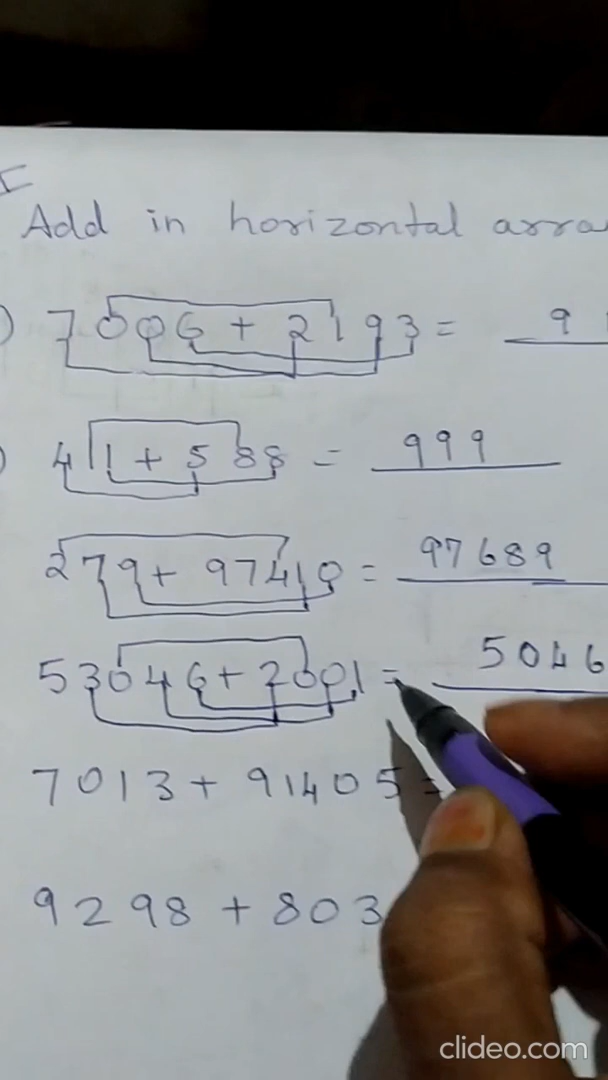 Add in horizontal
7006 + 2193 = 9
411 + 588 = 999
279 + 97410 = 97689
53046 + 2001 = 5046
7013 + 91405 =
9298 + 803
clideo.com